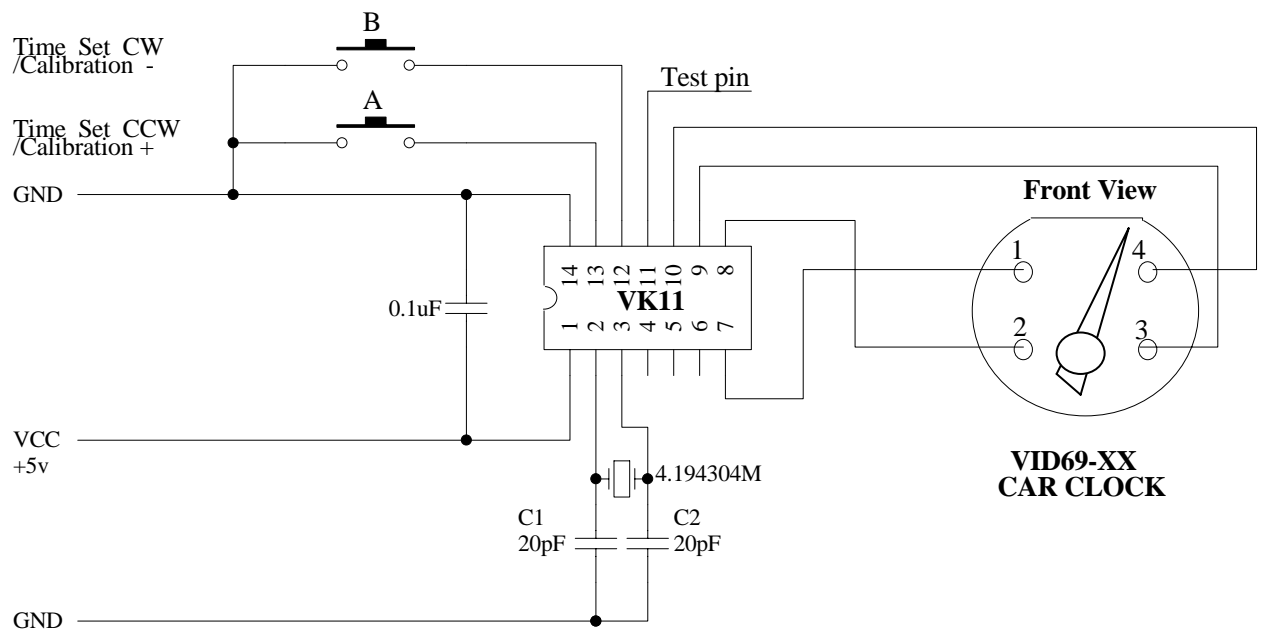 B
Time Set CW
/Calibration -
Test pin
A
Time Set CCW
/Calibration +
GND
Front View
14 13 12 11 10 9 8
1 4
VK11
0.1uF
1 2 3 4 5 6 7
2 3
VCC
+5v
4.194304M
VID69-XX
CAR CLOCK
C1 C2
20pF 20pF
GND